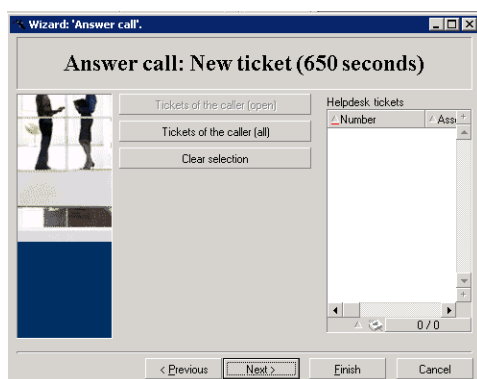 Wizard: 'Answer call'.
Answer call: New ticket (650 seconds)
Tickets of the caller (open)
Tickets of the caller (all)
Clear selection
Helpdesk tickets
Number
Asse
0 / 0
< Previous
Next >
Finish
Cancel